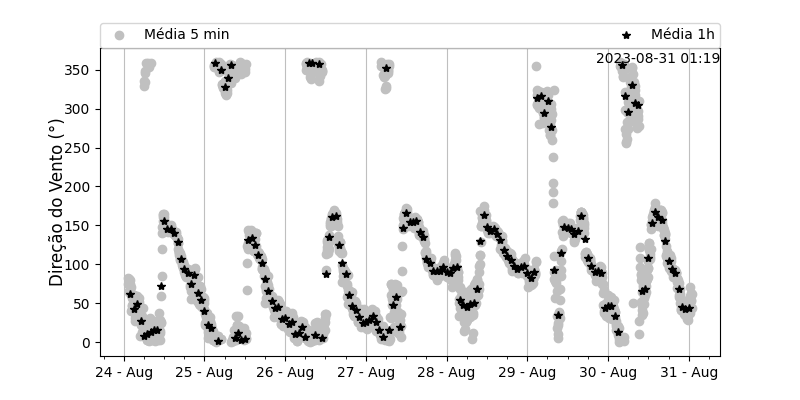 Média 5 min
Média 1h
2023-08-31 01:19
Direção do Vento (°)
350
300
250
200
150
100
50
0
24 - Aug
25 - Aug
26 - Aug
27 - Aug
28 - Aug
29 - Aug
30 - Aug
31 - Aug